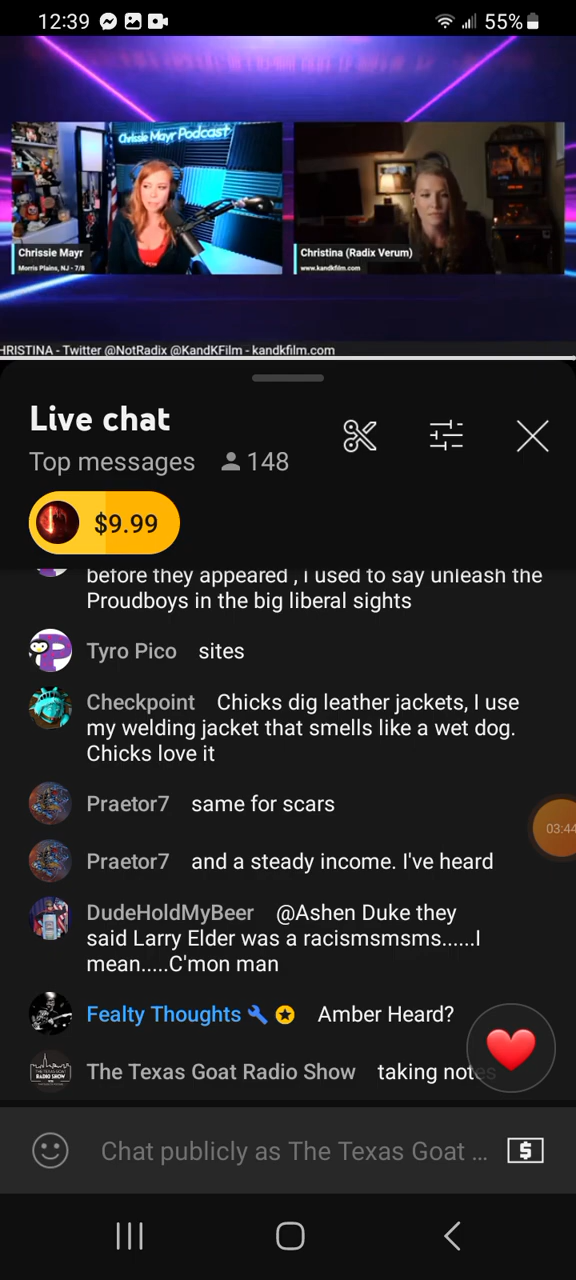 12:39
55%
Chrissie Mayr Podcast
Chrissie Mayr
Morris Plains, NJ - 7/8
Christina (Radix Verum)
www.kandkfilm.com
HRISTINA - Twitter @NotRadix @KandKFilm - kandkfilm.com
Live chat
Top messages 148
$9.99
before they appeared , i used to say unleash the
Proudboys in the big liberal sights
Tyro Pico sites
Checkpoint Chicks dig leather jackets, I use
my welding jacket that smells like a wet dog.
Chicks love it
Praetor7 same for scars
03:44
Praetor7 and a steady income. I've heard
DudeHoldMyBeer @Ashen Duke they
said Larry Elder was a racismsmsms......I
mean.....C'mon man
Fealty Thoughts Amber Heard?
THE TEXAS GOAT
RADIO SHOW
The Texas Goat Radio Show taking notes
Chat publicly as The Texas Goat ...